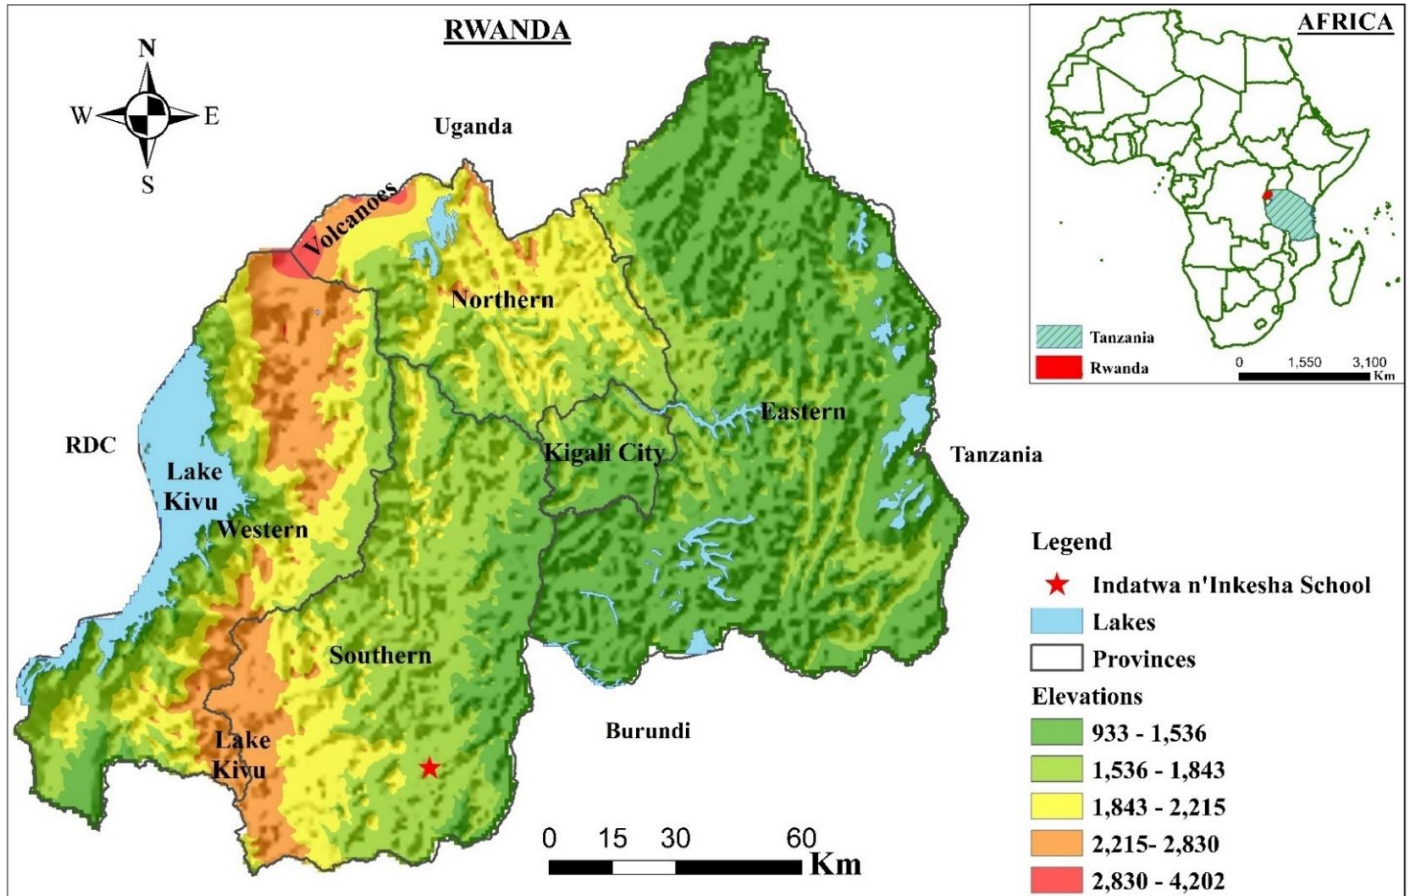 RWANDA
N
W
E
S
Uganda
Volcanoes
Northern
RDC
Lake
Kivu
Western
Kigali City
Eastern
Tanzania
Southern
Lake
Kivu
Burundi
0 15 30 60
Km
AFRICA
Tanzania
Rwanda
0 1,550 3,100
Km
Legend
Indatwa n'Inkesha School
Lakes
Provinces
Elevations
933 - 1,536
1,536 - 1,843
1,843 - 2,215
2,215- 2,830
2,830 - 4,202